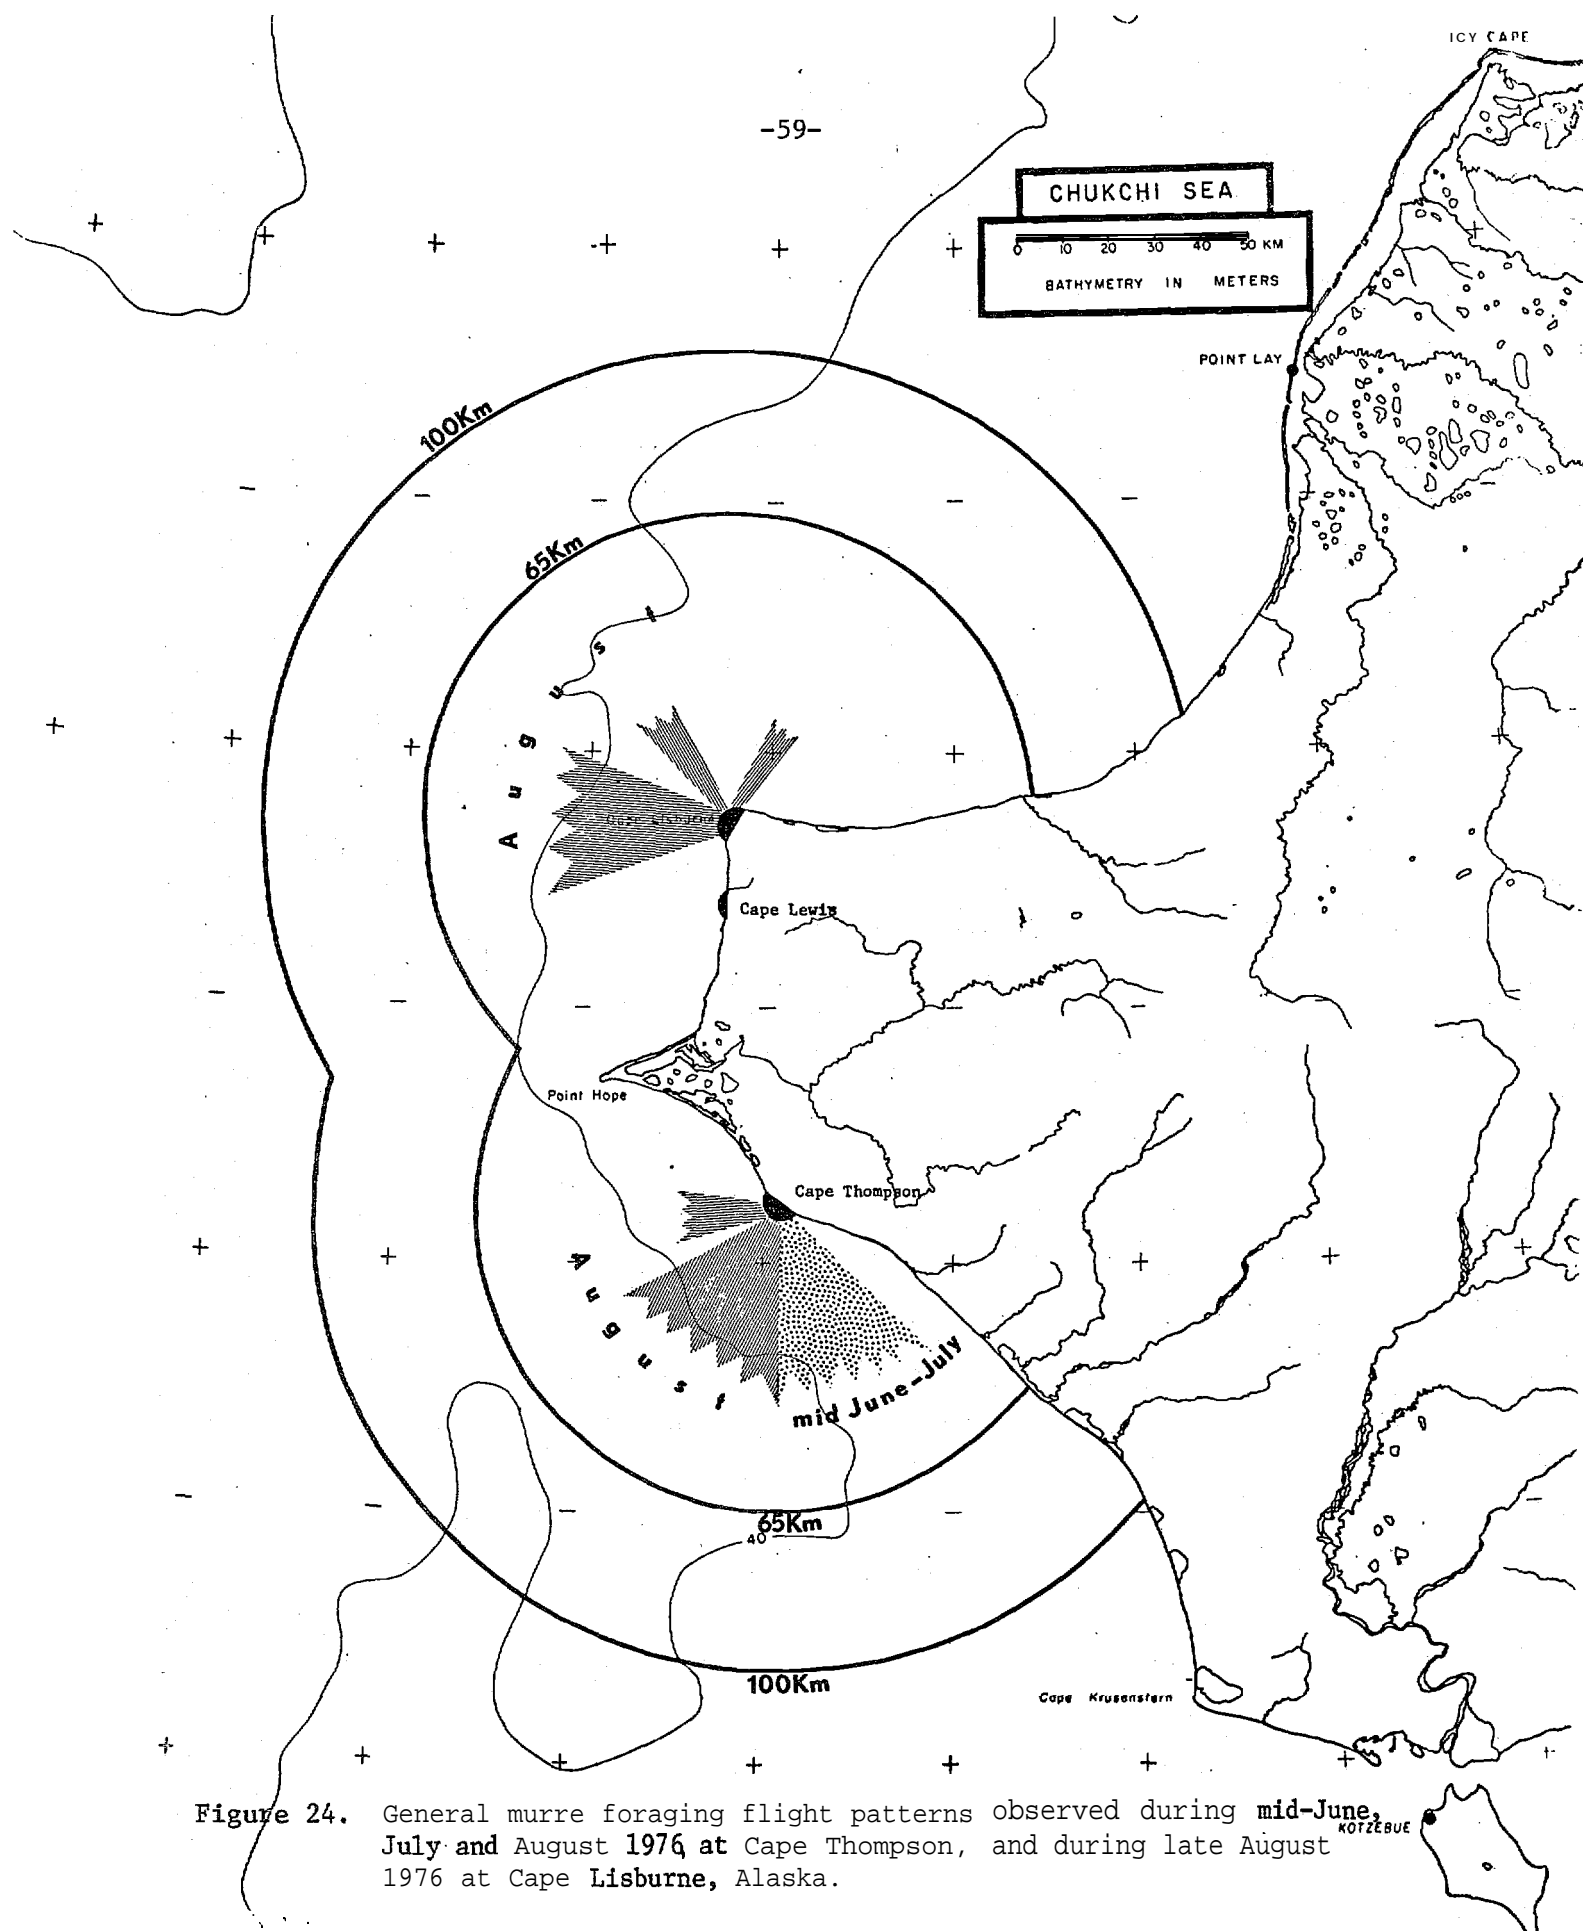 ICY CAPE
-59-
CHUKCHI SEA
0 10 20 30 40 50 KM
BATHYMETRY IN METERS
POINT LAY
100Km
65Km
August
Cape Lisburne
Cape Lewis
Point Hope
Cape Thompson
August
mid June-July
65Km
40
100Km
Cape Krusenstern
Figure 24. General murre foraging flight patterns observed during mid-June,
KOTZEBUE
July and August 1976, at Cape Thompson, and during late August
1976 at Cape Lisburne, Alaska.